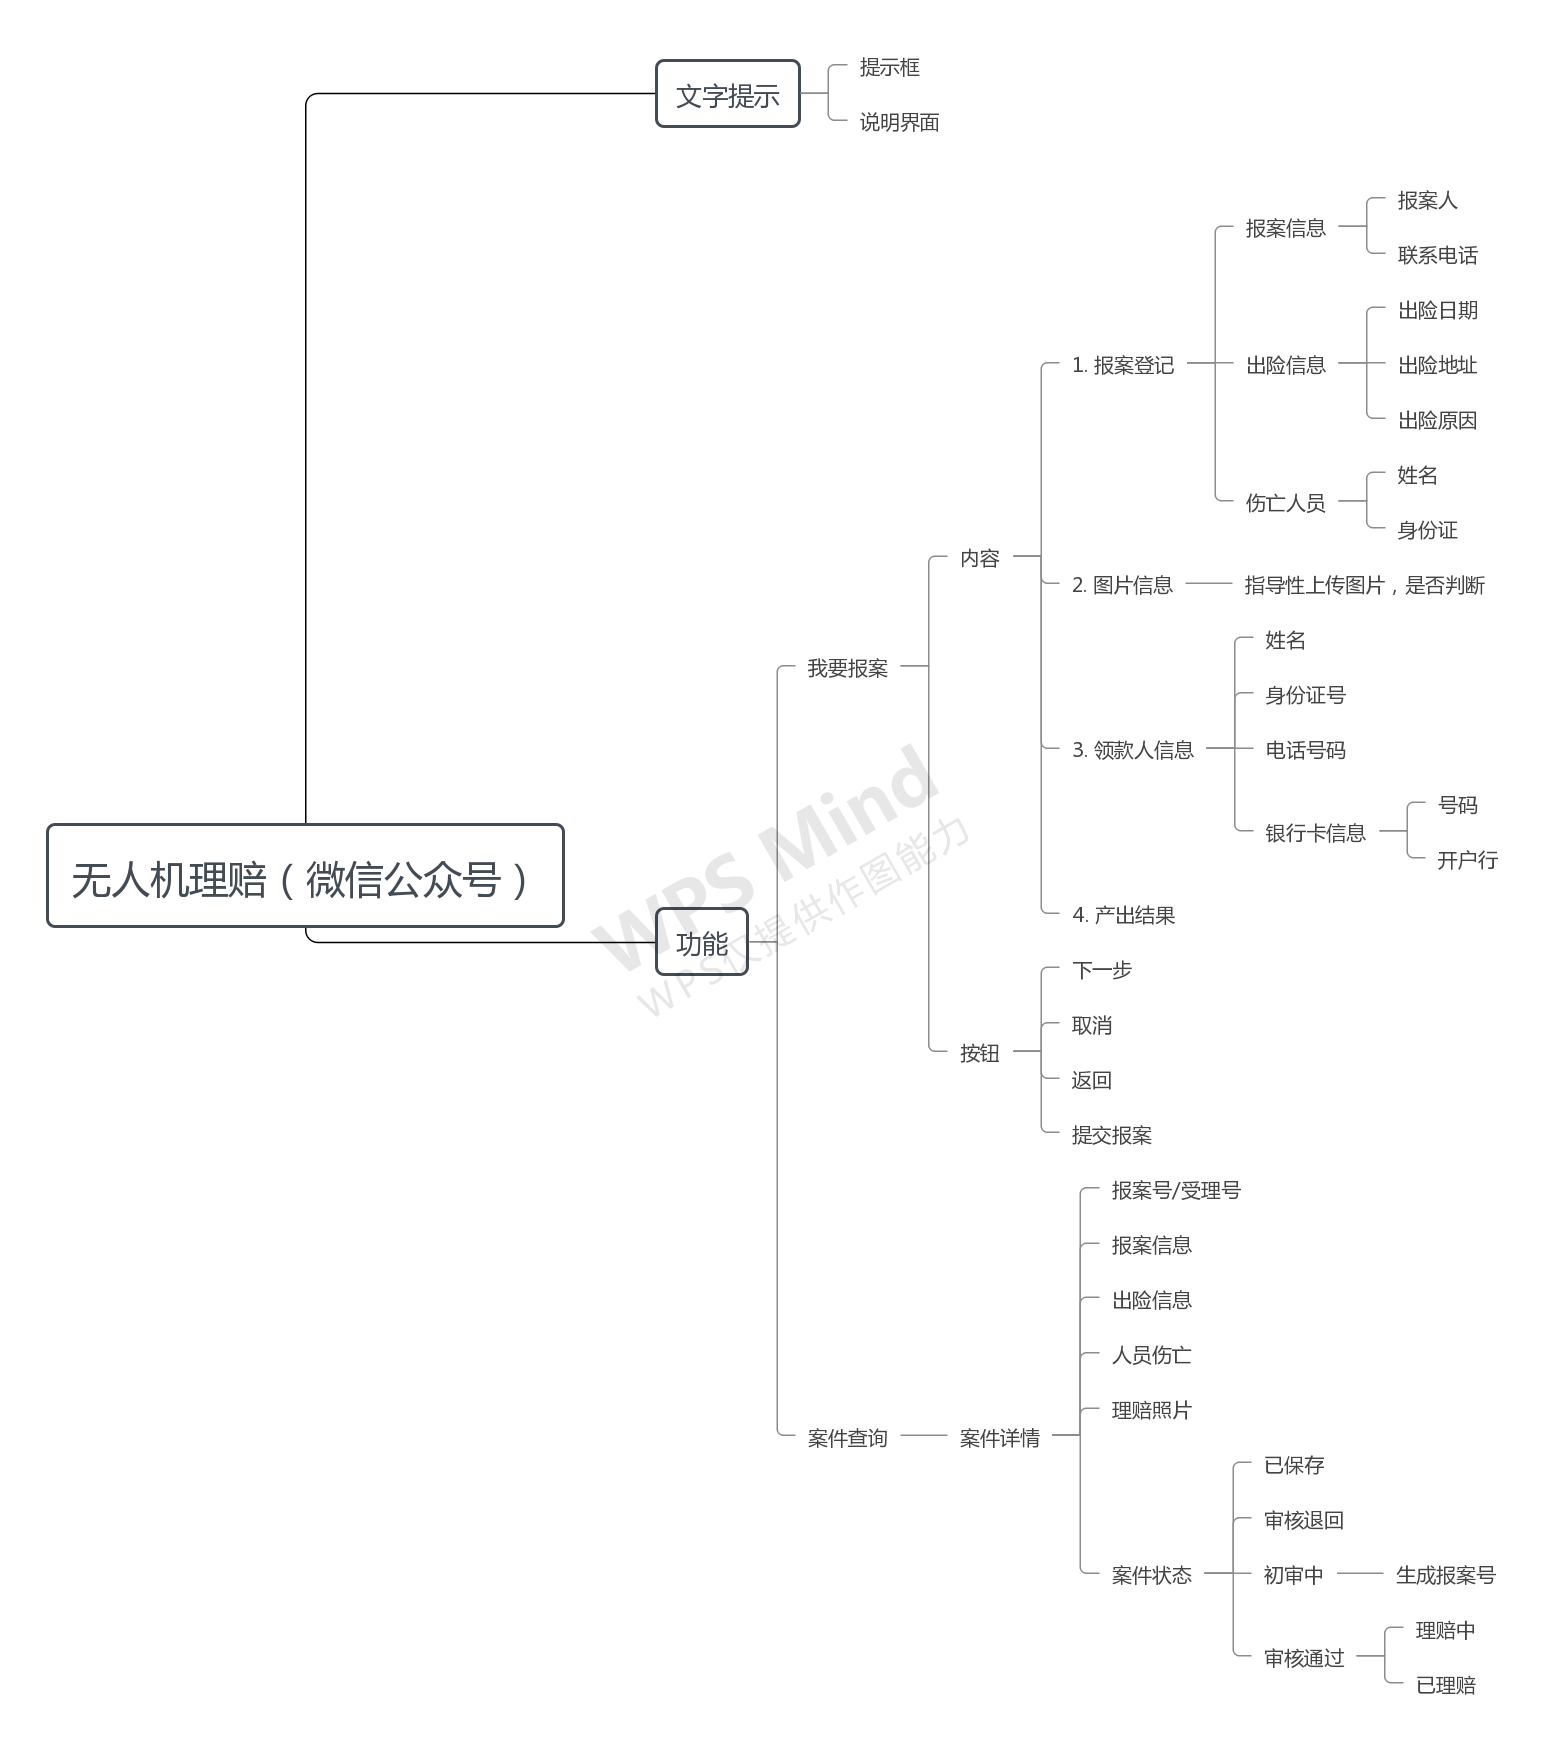 文字提示
提示框
说明界面
无人机理赔（微信公众号）
功能
我要报案
内容
1. 报案登记
报案信息
报案人
联系电话
出险信息
出险日期
出险地址
出险原因
伤亡人员
姓名
身份证
2. 图片信息
指导性上传图片，是否判断
3. 领款人信息
姓名
身份证号
电话号码
银行卡信息
号码
开户行
4. 产出结果
按钮
下一步
取消
返回
提交报案
案件查询
案件详情
报案号/受理号
报案信息
出险信息
人员伤亡
理赔照片
案件状态
已保存
审核退回
初审中
生成报案号
审核通过
理赔中
已理赔
WPS Mind
WPS仅提供作图能力